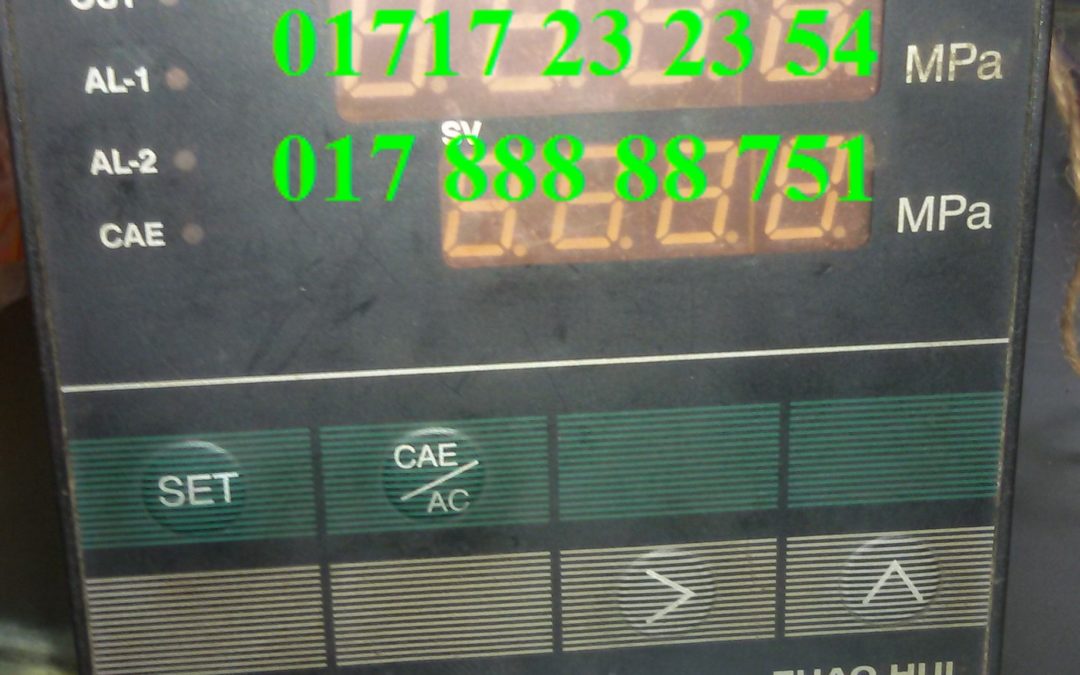 OUT
01717 23 23 54 MPa
AL-1
SV
AL-2
017 888 88 751 MPa
CAE
SET CAE/AC
> ∧
ZHAO HUI